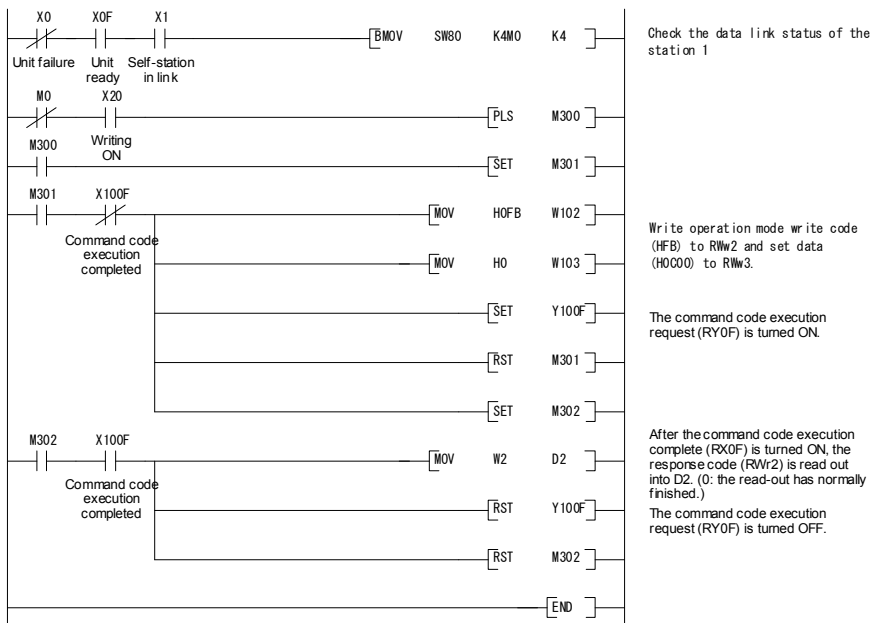 X0 X0F X1
BMOV SW80 K4M0 K4
Check the data link status of the
station 1
Unit failure Unit Self-station
ready in link
M0 X20
PLS M300
Writing
ON
M300
SET M301
M301 X100F
MOV H0FB W102
Command code
execution
completed
Write operation mode write code
(HFB) to RWw2 and set data
(H0C00) to RWw3.
MOV H0 W103
SET Y100F
The command code execution
request (RY0F) is turned ON.
RST M301
SET M302
M302 X100F
MOV W2 D2
Command code
execution
completed
After the command code execution
complete (RX0F) is turned ON, the
response code (RWr2) is read out
into D2. (0: the read-out has normally
finished.)
RST Y100F
The command code execution
request (RY0F) is turned OFF.
RST M302
END